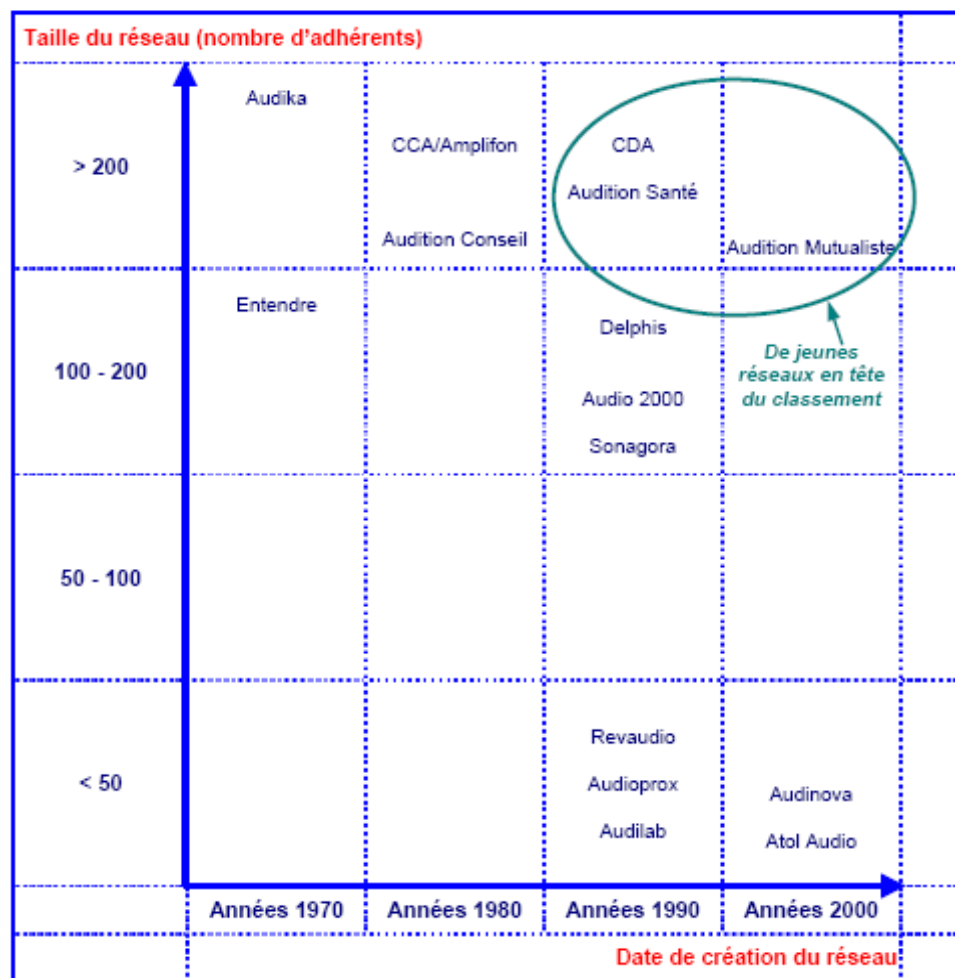 Taille du réseau (nombre d'adhérents)
Audika
CCA/Amplifon
CDA
> 200
Audition Santé
Audition Conseil
Audition Mutualiste
Entendre
Delphis
De jeunes
réseaux en tête
du classement
100 - 200
Audio 2000
Sonagora
50 - 100
Revaudio
< 50
Audioprox
Audinova
Audilab
Atol Audio
Années 1970
Années 1980
Années 1990
Années 2000
Date de création du réseau